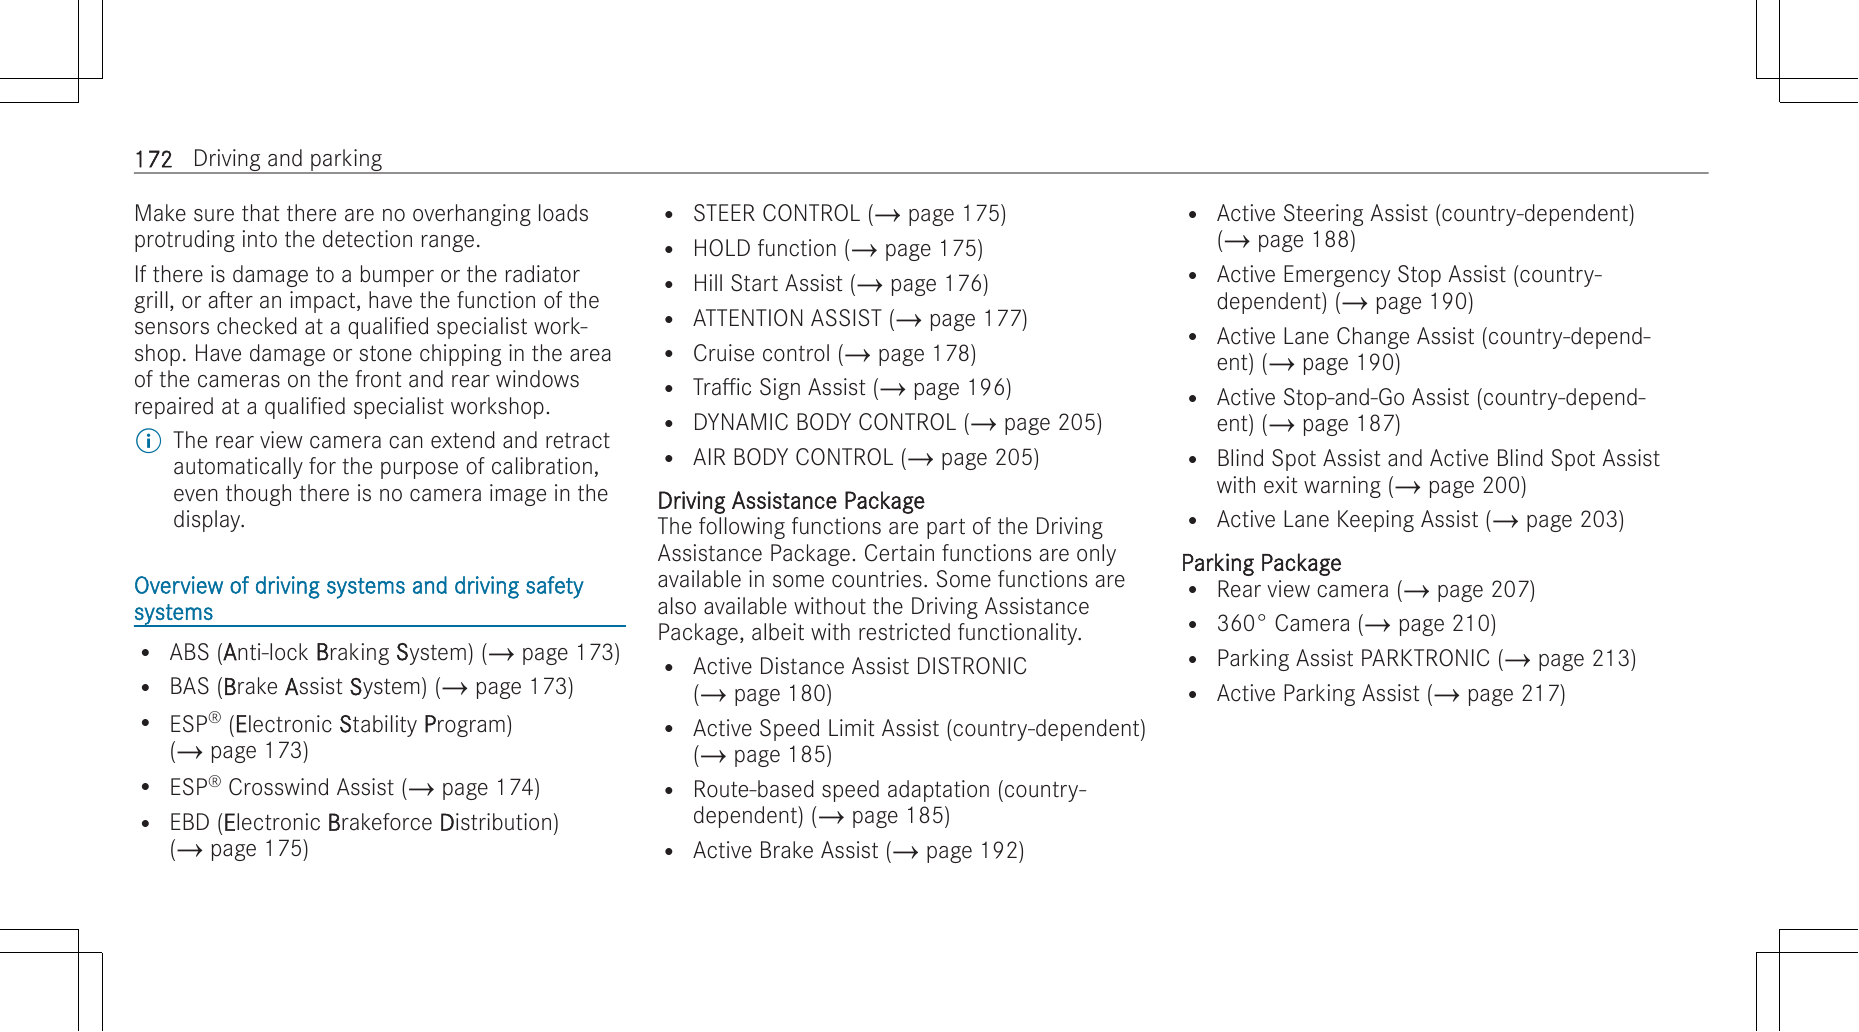 172 Driving and parking
Make sure that there are no overhanging loads
protruding into the detection range.
If there is damage to a bumper or the radiator
grill, or after an impact, have the function of the
sensors checked at a qualified specialist work-
shop. Have damage or stone chipping in the area
of the cameras on the front and rear windows
repaired at a qualified specialist workshop.
The rear view camera can extend and retract
automatically for the purpose of calibration,
even though there is no camera image in the
display.
Overview of driving systems and driving safety
systems
• ABS (Anti-lock Braking System) (→ page 173)
• BAS (Brake Assist System) (→ page 173)
• ESP® (Electronic Stability Program)
(→ page 173)
• ESP® Crosswind Assist (→ page 174)
• EBD (Electronic Brakeforce Distribution)
(→ page 175)
• STEER CONTROL (→ page 175)
• HOLD function (→ page 175)
• Hill Start Assist (→ page 176)
• ATTENTION ASSIST (→ page 177)
• Cruise control (→ page 178)
• Traffic Sign Assist (→ page 196)
• DYNAMIC BODY CONTROL (→ page 205)
• AIR BODY CONTROL (→ page 205)
Driving Assistance Package
The following functions are part of the Driving
Assistance Package. Certain functions are only
available in some countries. Some functions are
also available without the Driving Assistance
Package, albeit with restricted functionality.
• Active Distance Assist DISTRONIC
(→ page 180)
• Active Speed Limit Assist (country-dependent)
(→ page 185)
• Route-based speed adaptation (country-
dependent) (→ page 185)
• Active Brake Assist (→ page 192)
• Active Steering Assist (country-dependent)
(→ page 188)
• Active Emergency Stop Assist (country-
dependent) (→ page 190)
• Active Lane Change Assist (country-depend-
ent) (→ page 190)
• Active Stop-and-Go Assist (country-depend-
ent) (→ page 187)
• Blind Spot Assist and Active Blind Spot Assist
with exit warning (→ page 200)
• Active Lane Keeping Assist (→ page 203)
Parking Package
• Rear view camera (→ page 207)
• 360° Camera (→ page 210)
• Parking Assist PARKTRONIC (→ page 213)
• Active Parking Assist (→ page 217)